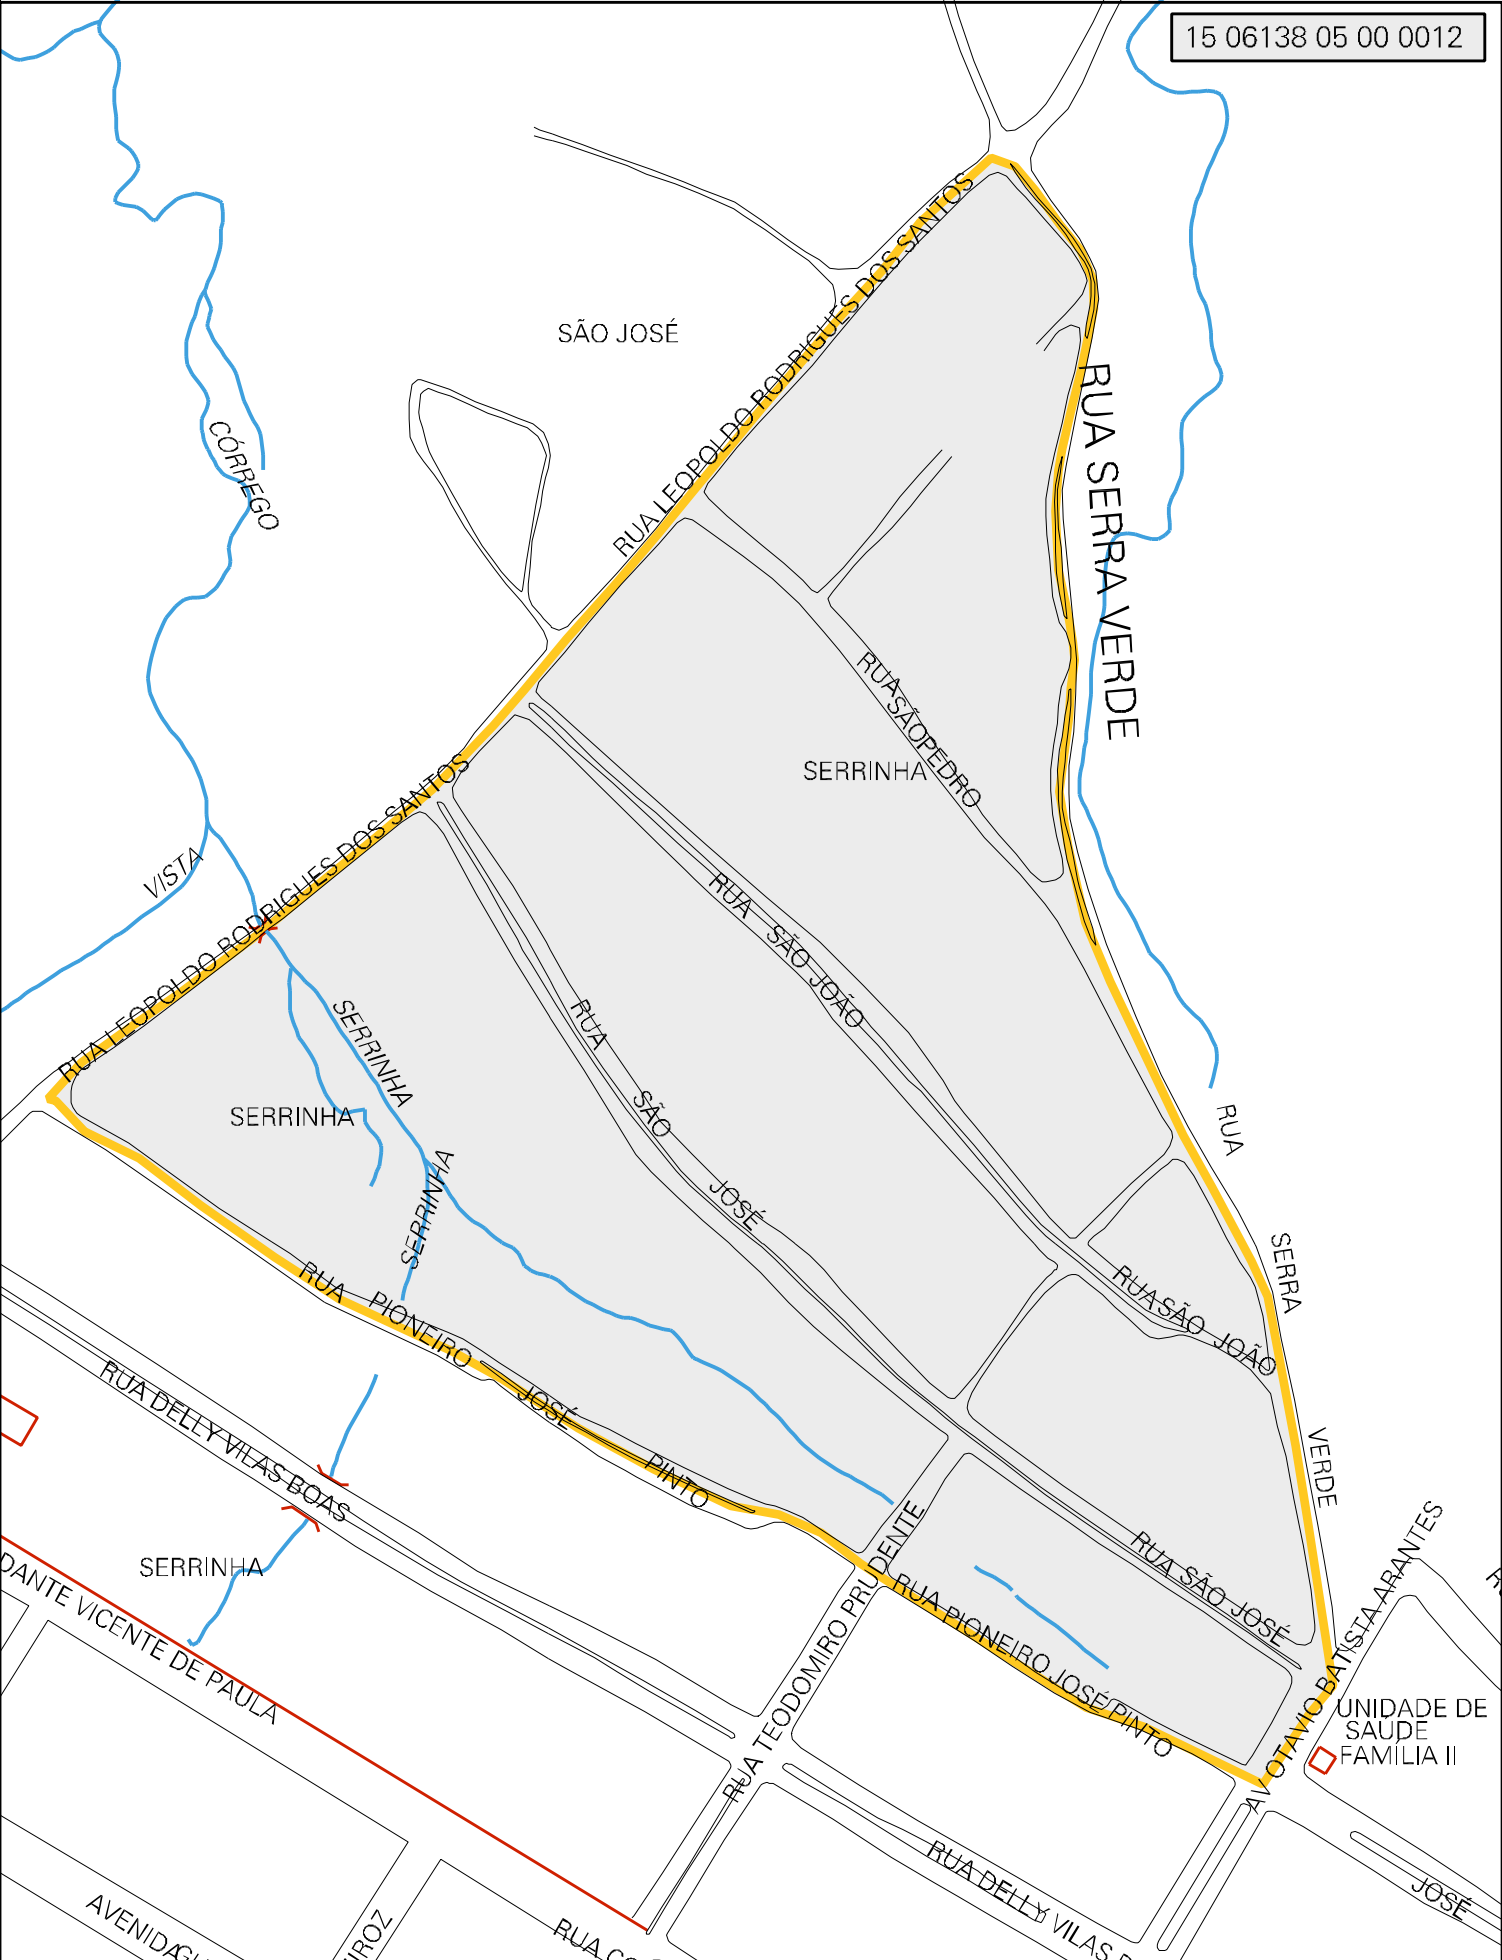 15 06138 05 00 0012
SÃO JOSÉ
RUA LEOPOLDO RODRIGUES DOS SANTOS
RUA SERRA VERDE
CÓRREGO
RUA SÃO PEDRO
SERRINHA
RUA LEOPOLDO RODRIGUES DOS SANTOS
VISTA
RUA SÃO JOÃO
SERRINHA
RUA SÃO JOSÉ
SERRINHA
SERRINHA
RUA SERRA VERDE
RUA SÃO JOÃO
RUA PIONEIRO JOSÉ PINTO
RUA DELLY VILAS BOAS
SERRINHA
DANTE VICENTE DE PAULA
RUA TEODOMIRO PRUDENTE
RUA PIONEIRO JOSÉ PINTO
RUA SÃO JOSÉ
AV OTAVIO BATISTA ARANTES
UNIDADE DE
SAÚDE
FAMÍLIA II
RUA DELLY VILAS
JOSÉ
AVENIDA
RUA